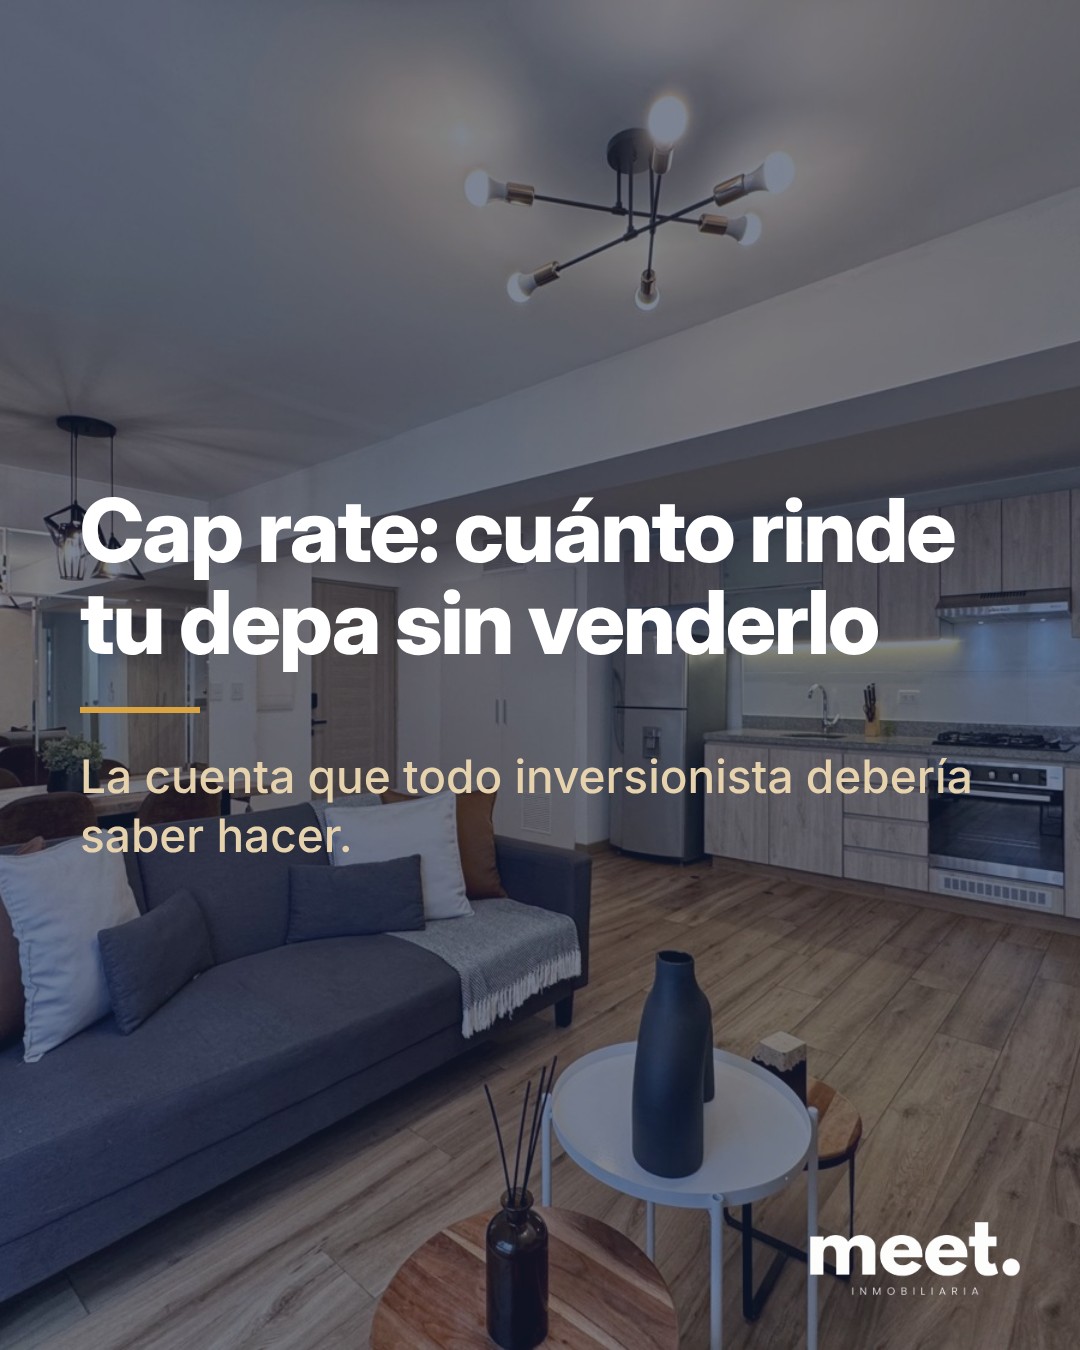 Cap rate: cuánto rinde
tu depa sin venderlo
La cuenta que todo inversionista debería
saber hacer.
meet.
INMOBILIARIA